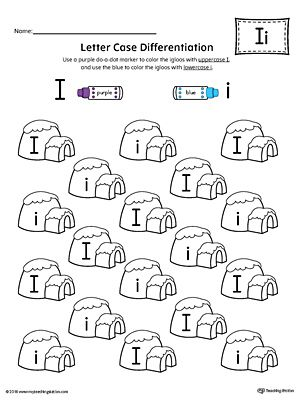 Name:
Ii
Letter Case Differentiation
Use a purple do-a-dot marker to color the igloos with uppercase I,
and use the blue to color the igloos with lowercase i.
I purple blue i
I i I
i I
i i i
I i
I i I
i I
i I i